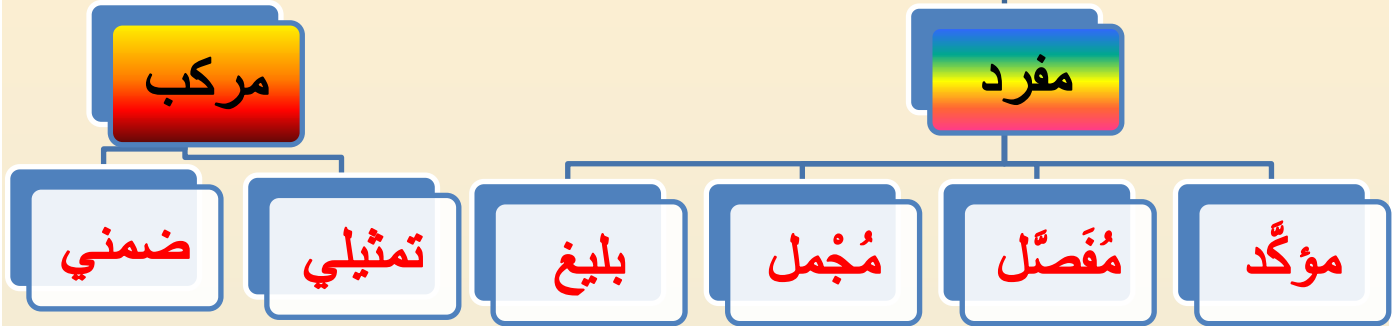 مفرد
مركب
مؤكَّد
مُفَصَّل
مُجْمل
بليغ
تمثيلي
ضمني